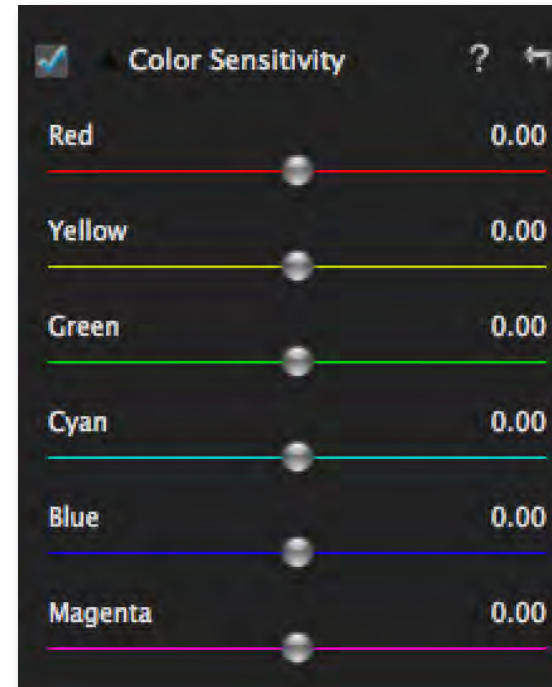 Color Sensitivity ?
Red 0.00
Yellow 0.00
Green 0.00
Cyan 0.00
Blue 0.00
Magenta 0.00